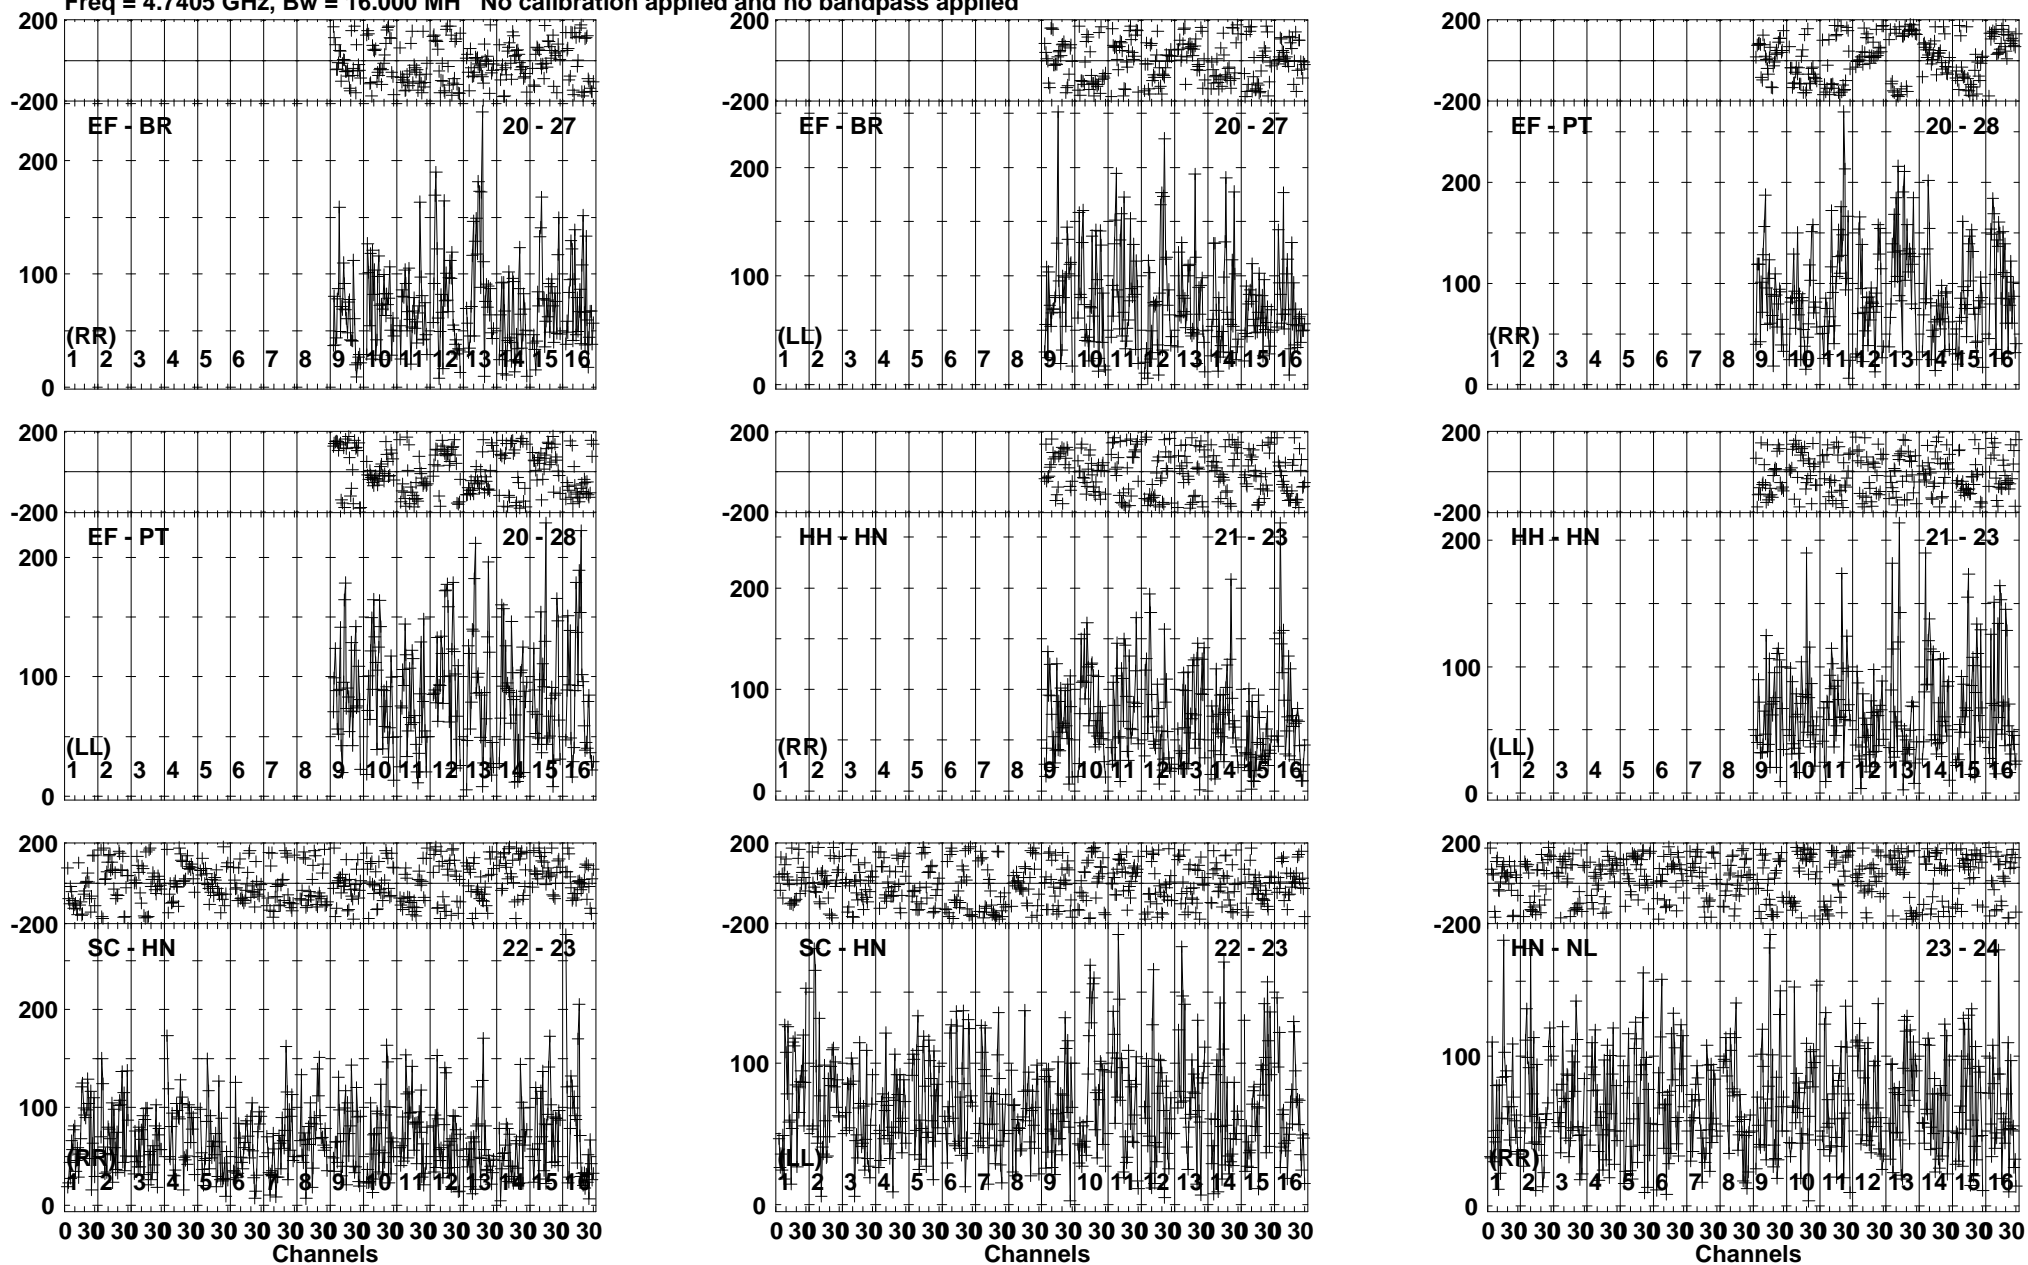 Freq = 4.7405 GHz, Bw = 16.000 MH No calibration applied and no bandpass applied
200 200 200
-200 -200 -200
EF - BR 20 - 27 EF - BR 20 - 27 EF - PT 20 - 28
200 200 200
100 100 100
(RR) (LL) (RR)
1 2 3 4 5 6 7 8 9 10 11 12 13 14 15 16 1 2 3 4 5 6 7 8 9 10 11 12 13 14 15 16 1 2 3 4 5 6 7 8 9 10 11 12 13 14 15 16
0 0 0
200 200 200
-200 -200 -200
EF - PT 20 - 28 HH - HN 21 - 23 HH - HN 21 - 23
200 200 200
100 100 100
(LL) (RR) (LL)
1 2 3 4 5 6 7 8 9 10 11 12 13 14 15 16 1 2 3 4 5 6 7 8 9 10 11 12 13 14 15 16 1 2 3 4 5 6 7 8 9 10 11 12 13 14 15 16
0 0 0
200 200 200
-200 -200 -200
SC - HN 22 - 23 SC - HN 22 - 23 HN - NL 23 - 24
200
100 100 100
(RR) (LL) (RR)
1 2 3 4 5 6 7 8 9 10 11 12 13 14 15 16 1 2 3 4 5 6 7 8 9 10 11 12 13 14 15 16 1 2 3 4 5 6 7 8 9 10 11 12 13 14 15 16
0 0 0
0 30 30 30 30 30 30 30 30 30 30 30 30 30 30 30 30 0 30 30 30 30 30 30 30 30 30 30 30 30 30 30 30 30 0 30 30 30 30 30 30 30 30 30 30 30 30 30 30 30 30
Channels Channels Channels